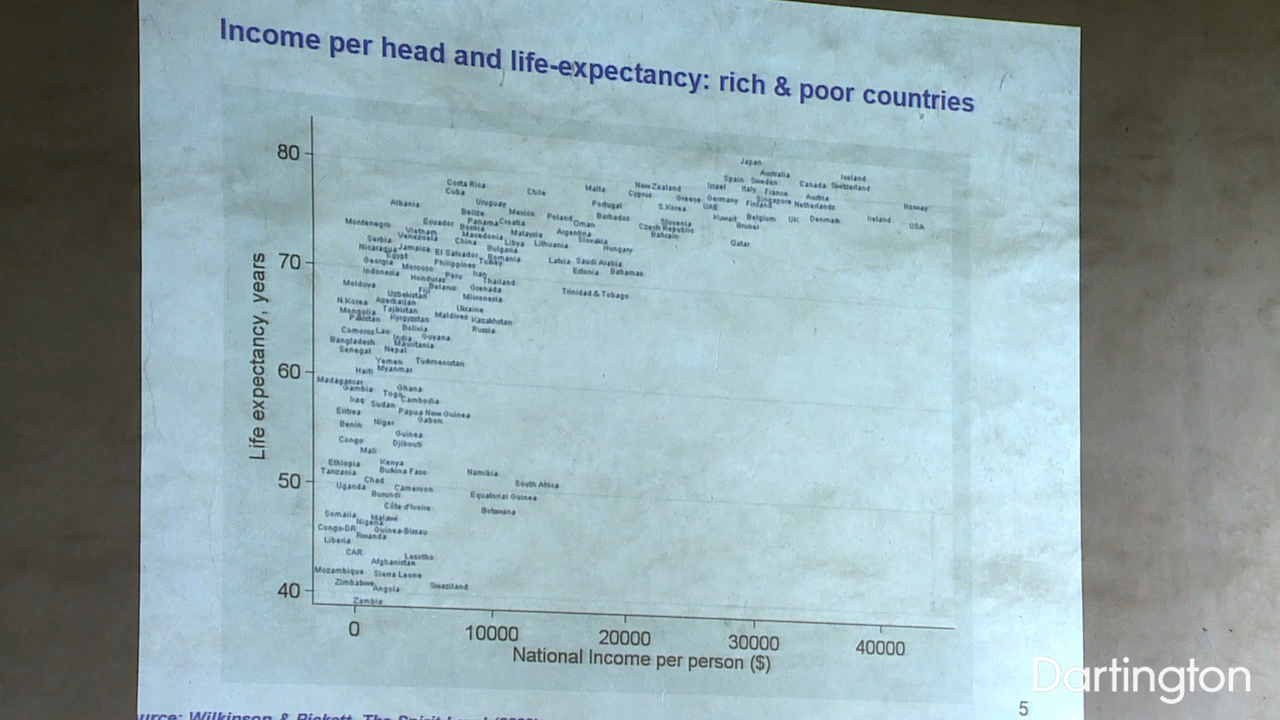 Income per head and life-expectancy: rich & poor countries
80
70
60
50
40
Life expectancy, years
Japan
Australia
Iceland
Spain Sweden
Canada Switzerland
Costa Rica
Cuba
Chile
Malta
New Zealand
Cyprus
Israel
Italy France
Austria
Albania
Uruguay
Portugal
Greece Germany
Singapore
Netherlands
Finland
S.Korea UAE
Norway
Belize
Mexico
Poland
Barbados
Kuwait Belgium UK Denmark
Ireland
USA
Montenegro
Ecuador
Panama Croatia
Oman
Slovenia
Brunei
Vietnam
Bosnia
Malaysia
Argentina
Czech Republic
Bahrain
Serbia
Venezuela
Macedonia
China
Libya
Lithuania
Slovakia
Hungary
Qatar
Nicaragua Jamaica
Egypt
El Salvador
Bulgaria
Romania
Georgia
Philippines
Turkey
Latvia Saudi Arabia
Indonesia
Morocco
Iran
Estonia
Bahamas
Moldova
Honduras Peru
Thailand
Fiji Belarus
Grenada
Uzbekistan
Micronesia
Trinidad & Tobago
N.Korea
Azerbaijan
Mongolia
Tajikistan
Ukraine
Pakistan
Kyrgyzstan
Maldives
Kazakhstan
Comoros Lao
Bolivia
Russia
Bangladesh
India
Guyana
Mauritania
Senegal
Nepal
Yemen
Turkmenistan
Haiti
Myanmar
Madagascar
Gambia
Ghana
Togo
Iraq
Sudan
Cambodia
Eritrea
Papua New Guinea
Benin
Niger
Gabon
Congo
Guinea
Djibouti
Mali
Ethiopia
Kenya
Tanzania
Burkina Faso
Namibia
Chad
South Africa
Uganda
Cameroon
Burundi
Equatorial Guinea
Côte d'Ivoire
Botswana
Somalia
Malawi
Nigeria
Congo-DR
Guinea-Bissau
Rwanda
Liberia
CAR
Lesotho
Afghanistan
Mozambique
Sierra Leone
Zimbabwe
Angola
Swaziland
Zambia
0 10000 20000 30000 40000
National Income per person ($)
Wilkinson & Pickett, The Spirit Level
5
Dartington